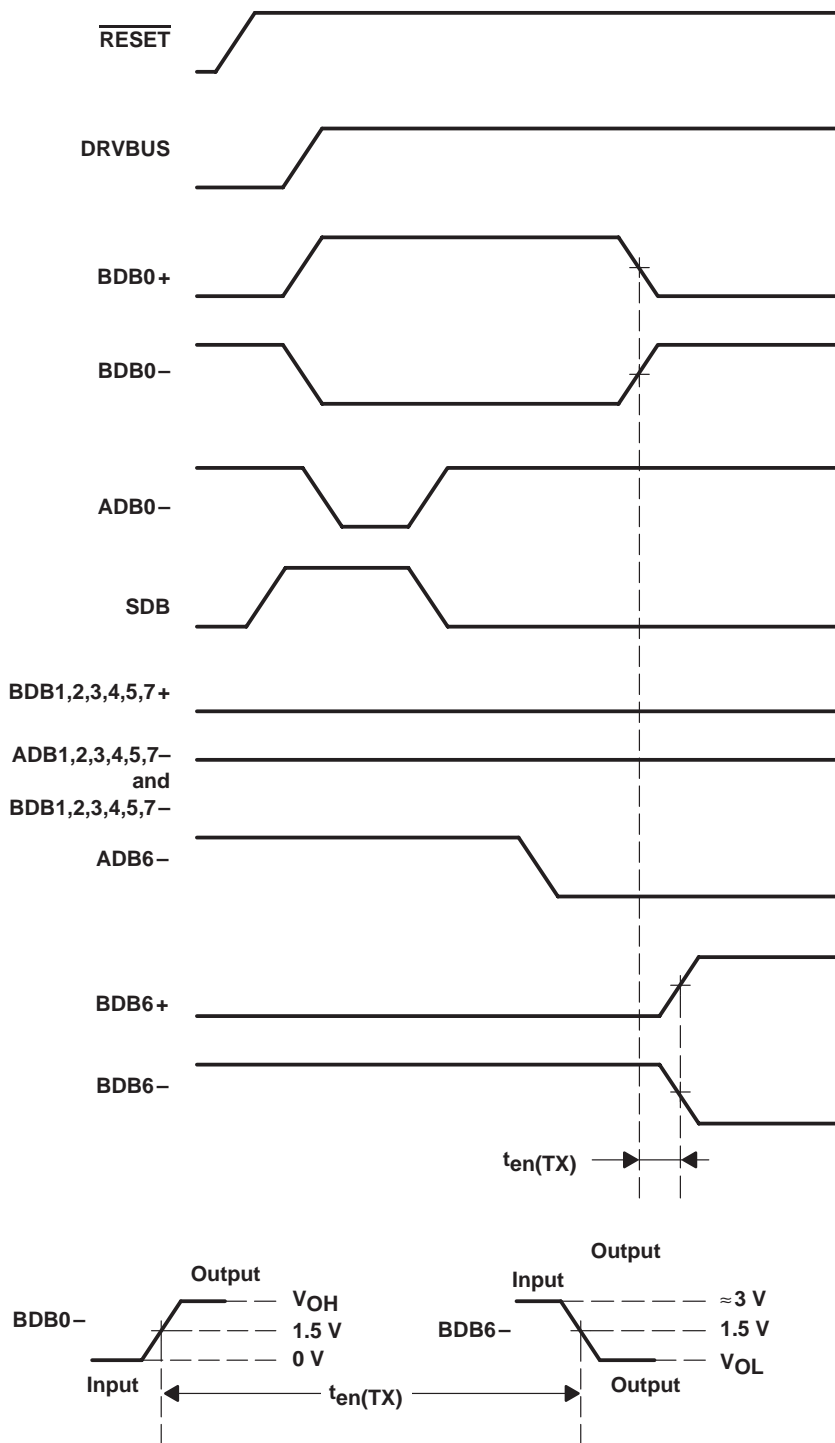 RESET
DRVBUS
BDB0+
BDB0–
ADB0–
SDB
BDB1,2,3,4,5,7+
ADB1,2,3,4,5,7–
and
BDB1,2,3,4,5,7–
ADB6–
BDB6+
BDB6–
ten(TX)
Output
VOH
BDB0–
1.5 V
0 V
Input
ten(TX)
Output
Input
≈3 V
BDB6–
1.5 V
VOL
Output